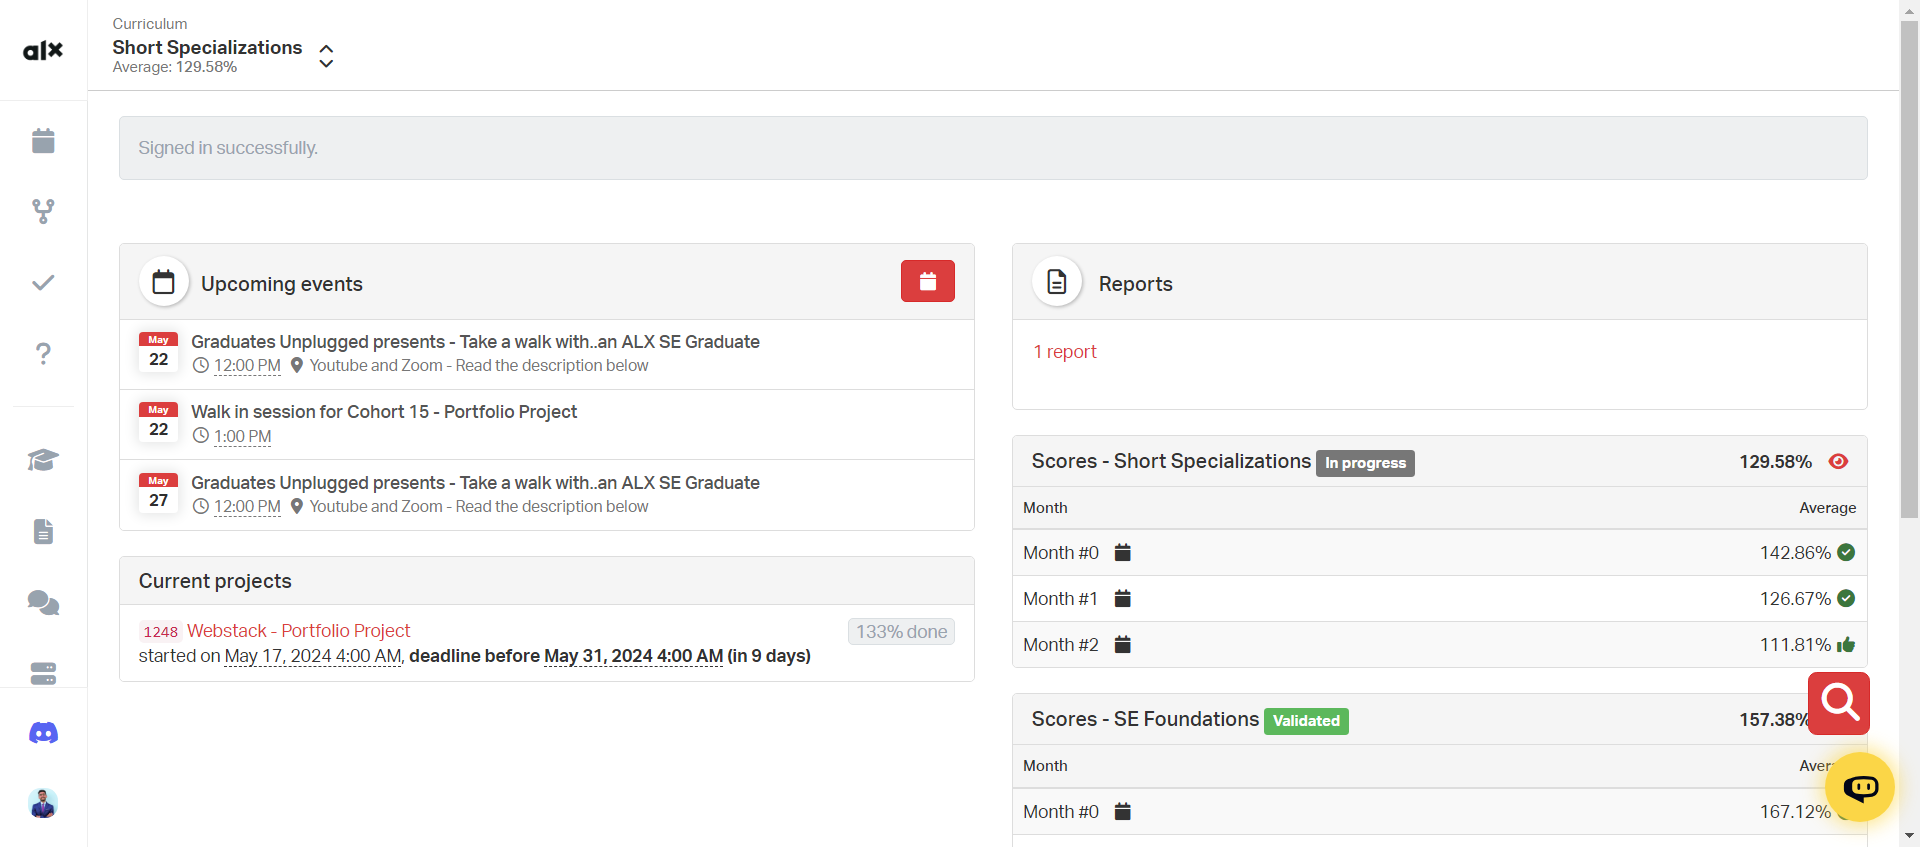 alx
Curriculum
Short Specializations
Average: 129.58%
Signed in successfully.
Upcoming events
May
22
Graduates Unplugged presents - Take a walk with..an ALX SE Graduate
12:00 PM Youtube and Zoom - Read the description below
May
22
Walk in session for Cohort 15 - Portfolio Project
1:00 PM
May
27
Graduates Unplugged presents - Take a walk with..an ALX SE Graduate
12:00 PM Youtube and Zoom - Read the description below
Current projects
1248 Webstack - Portfolio Project 133% done
started on May 17, 2024 4:00 AM, deadline before May 31, 2024 4:00 AM (in 9 days)
Reports
1 report
Scores - Short Specializations In progress 129.58%
Month Average
Month #0 142.86%
Month #1 126.67%
Month #2 111.81%
Scores - SE Foundations Validated 157.38%
Month
Month #0 167.12%